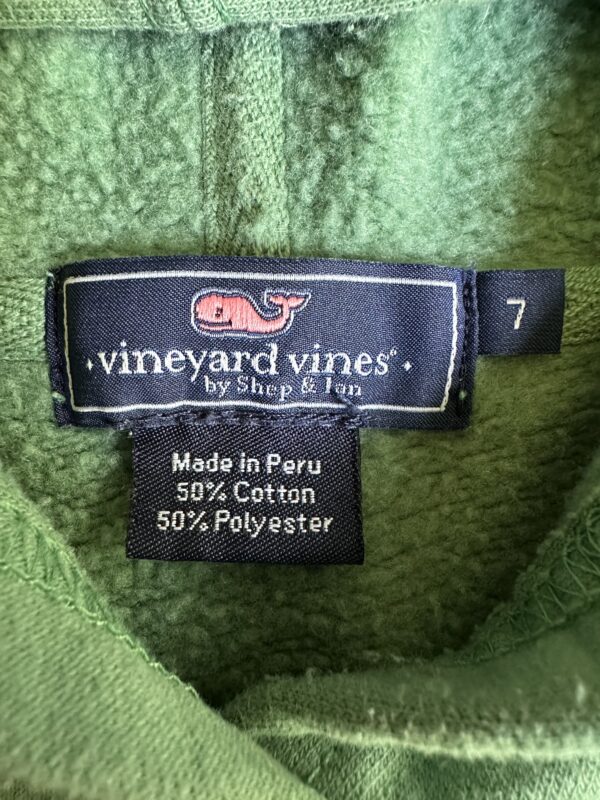 vineyard vines®
by Shep & Ian
7
Made in Peru
50% Cotton
50% Polyester